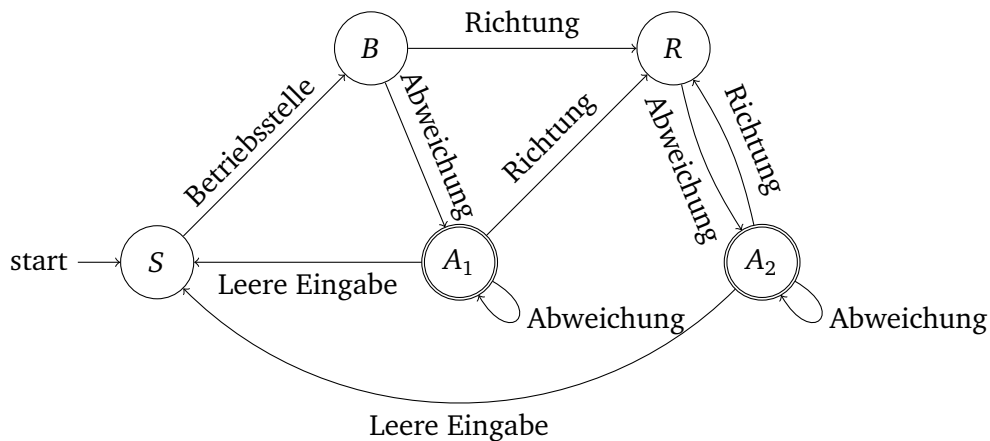 Richtung
B
R
Betriebsstelle
Abweichung
Richtung
Abweichung
Richtung
start
S
A₁
A₂
Leere Eingabe
Abweichung
Abweichung
Leere Eingabe